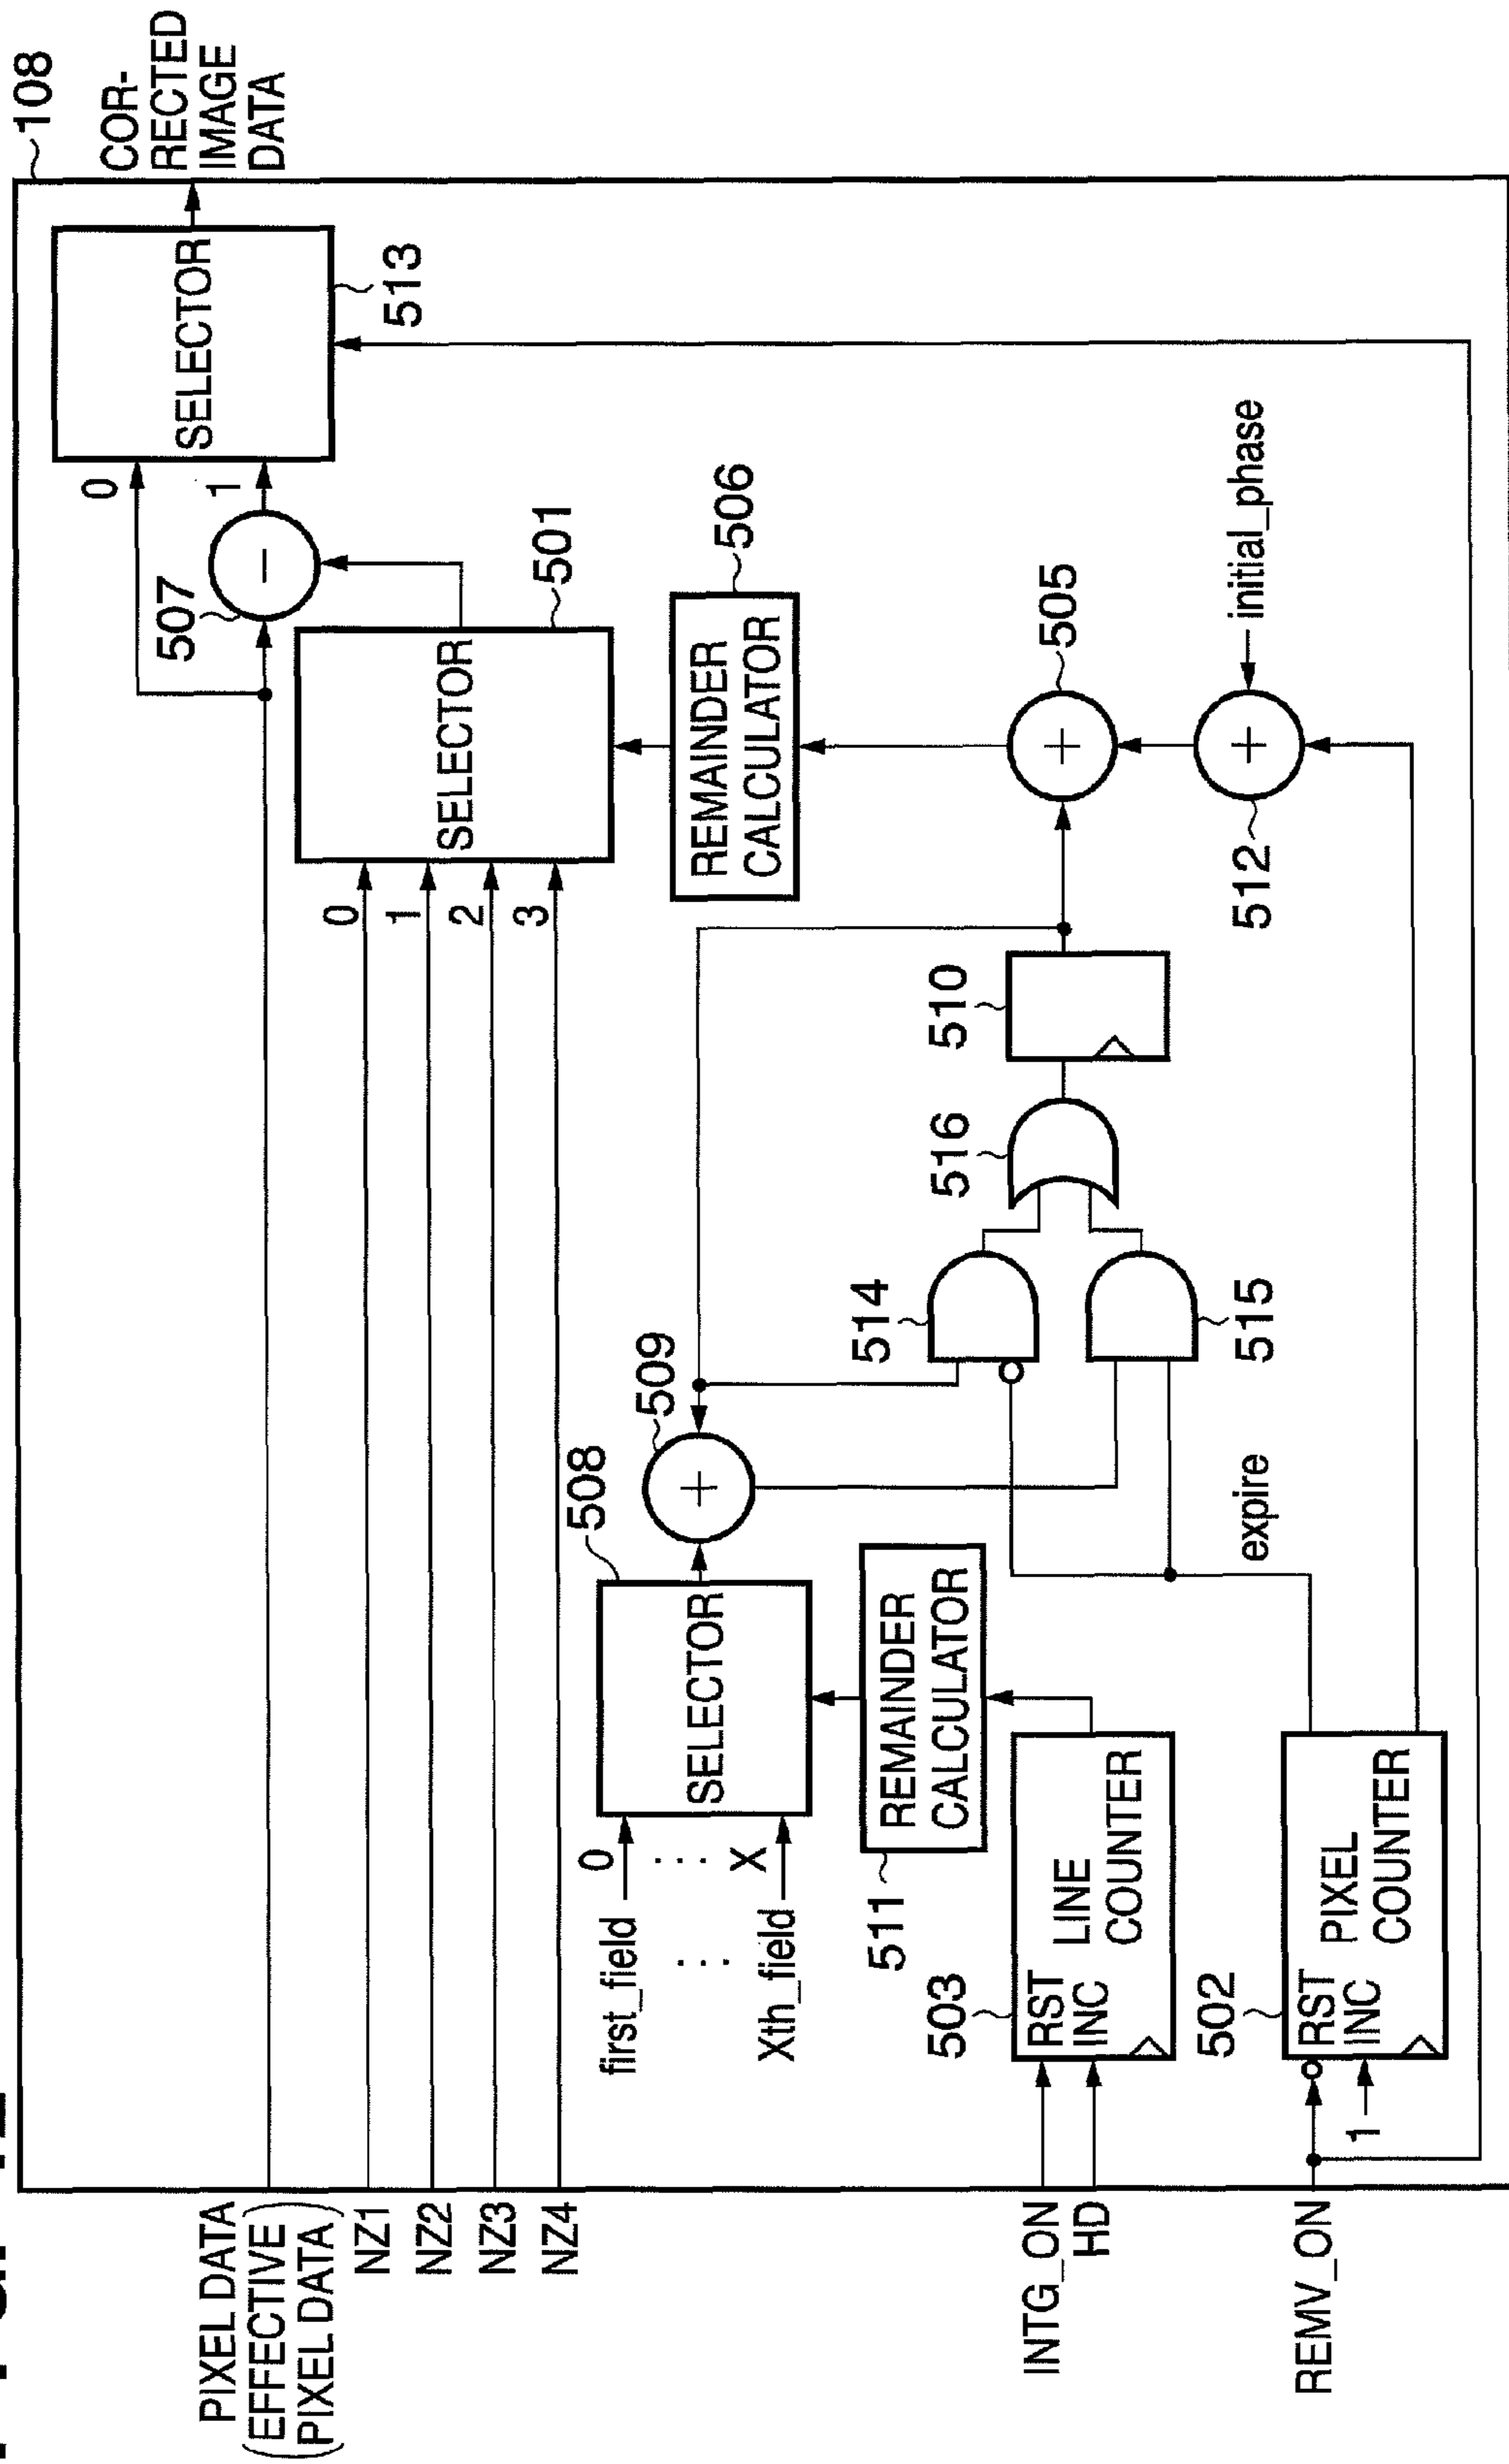 108
COR-
RECTED
IMAGE
DATA
PIXEL DATA
(EFFECTIVE
PIXEL DATA)
NZ1
NZ2
NZ3
NZ4
INTG_ON
HD
REMV_ON
SELECTOR
513
0
1
507
SELECTOR
501
0
1
2
3
REMAINDER
CALCULATOR
506
505
initial_phase
512
510
516
514
515
509
508
SELECTOR
first_field
0
Xth_field
X
REMAINDER
CALCULATOR
511
expire
503
RST
INC
LINE
COUNTER
502
RST
INC
PIXEL
COUNTER
1
+
+
+
−